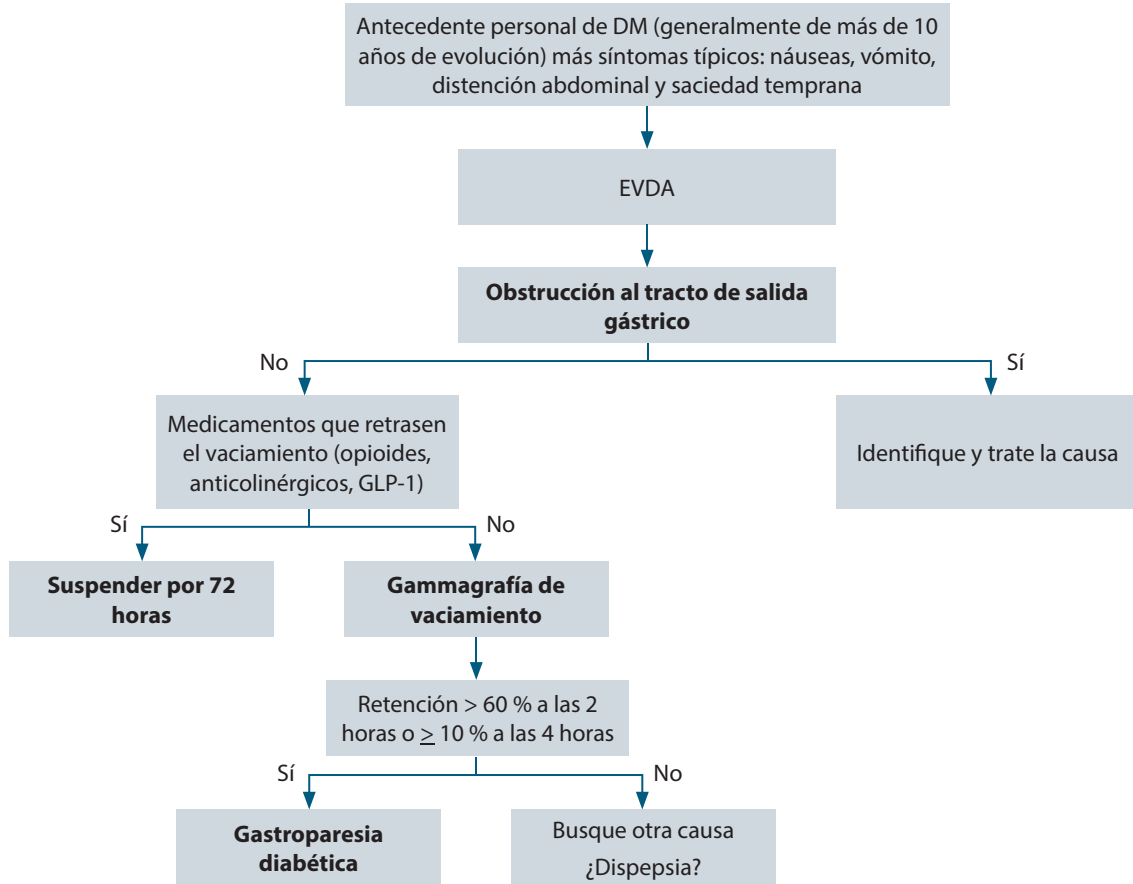 Antecedente personal de DM (generalmente de más de 10
años de evolución) más síntomas típicos: náuseas, vómito,
distención abdominal y saciedad temprana
EVDA
Obstrucción al tracto de salida
gástrico
No
Sí
Medicamentos que retrasen
el vaciamiento (opioides,
anticolinérgicos, GLP-1)
Identifique y trate la causa
Sí
No
Suspender por 72
horas
Gammagrafía de
vaciamiento
Retención > 60 % a las 2
horas o ≥ 10 % a las 4 horas
Sí
No
Gastroparesia
diabética
Busque otra causa
¿Dispepsia?